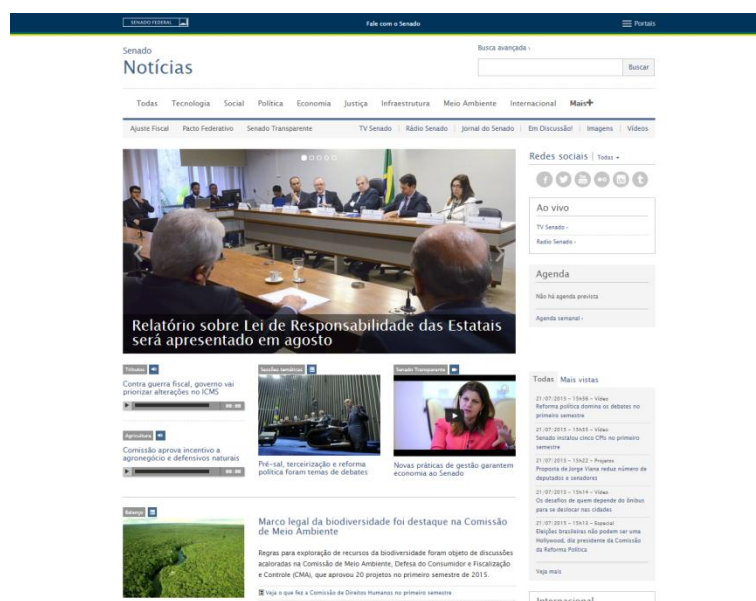 SENADO FEDERAL
Fale com o Senado
Portais
Senado
Notícias
Busca avançada ›
Buscar
Todas Tecnologia Social Política Economia Justiça Infraestrutura Meio Ambiente Internacional Mais+
Ajuste Fiscal Pacto Federativo Senado Transparente TV Senado | Rádio Senado | Jornal do Senado | Em Discussão! | Imagens | Vídeos
Relatório sobre Lei de Responsabilidade das Estatais
será apresentado em agosto
Redes sociais | Todas
Ao vivo
TV Senado ›
Radio Senado ›
Agenda
Não há agenda prevista
Agenda semanal ›
Tributos
Contra guerra fiscal, governo vai
priorizar alterações no ICMS
00:00
Agricultura
Comissão aprova incentivo a
agronegócio e defensivos naturais
00:00
Sessões temáticas
Pré-sal, terceirização e reforma
política foram temas de debates
Senado Transparente
Novas práticas de gestão garantem
economia ao Senado
Todas Mais vistas
21/07/2015 - 15h58 - Vídeo
Reforma política domina os debates no
primeiro semestre
21/07/2015 - 15h55 - Vídeo
Senado instalou cinco CPIs no primeiro
semestre
21/07/2015 - 15h22 - Projetos
Proposta de Jorge Viana reduz número de
deputados e senadores
21/07/2015 - 15h14 - Vídeo
Os desafios de quem depende do ônibus
para se deslocar nas cidades
21/07/2015 - 15h10 - Especial
Eleições brasileiras não podem ser uma
Hollywood, diz presidente da Comissão
da Reforma Política
Veja mais
Balanço
Marco legal da biodiversidade foi destaque na Comissão
de Meio Ambiente
Regras para exploração de recursos da biodiversidade foram objeto de discussões
acaloradas na Comissão de Meio Ambiente, Defesa do Consumidor e Fiscalização
e Controle (CMA), que aprovou 20 projetos no primeiro semestre de 2015.
Veja o que fez a Comissão de Direitos Humanos no primeiro semestre
Internacional